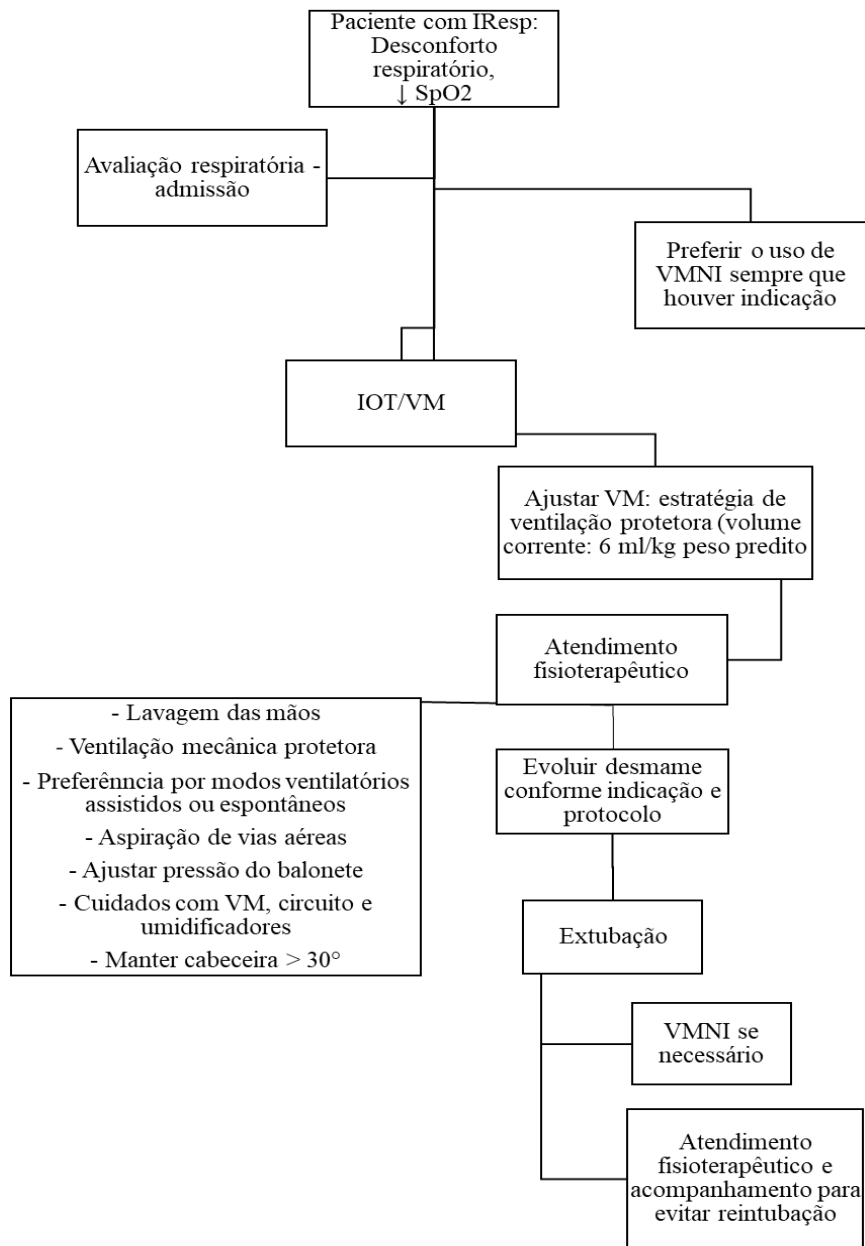 Paciente com IResp:
Desconforto
respiratório,
↓ SpO2
Avaliação respiratória -
admissão
Preferir o uso de
VMNI sempre que
houver indicação
IOT/VM
Ajustar VM: estratégia de
ventilação protetora (volume
corrente: 6 ml/kg peso predito
Atendimento
fisioterapêutico
- Lavagem das mãos
- Ventilação mecânica protetora
- Preferênncia por modos ventilatórios
assistidos ou espontâneos
- Aspiração de vias aéreas
- Ajustar pressão do balonete
- Cuidados com VM, circuito e
umidificadores
- Manter cabeceira > 30°
Evoluir desmame
conforme indicação e
protocolo
Extubação
VMNI se
necessário
Atendimento
fisioterapêutico e
acompanhamento para
evitar reintubação